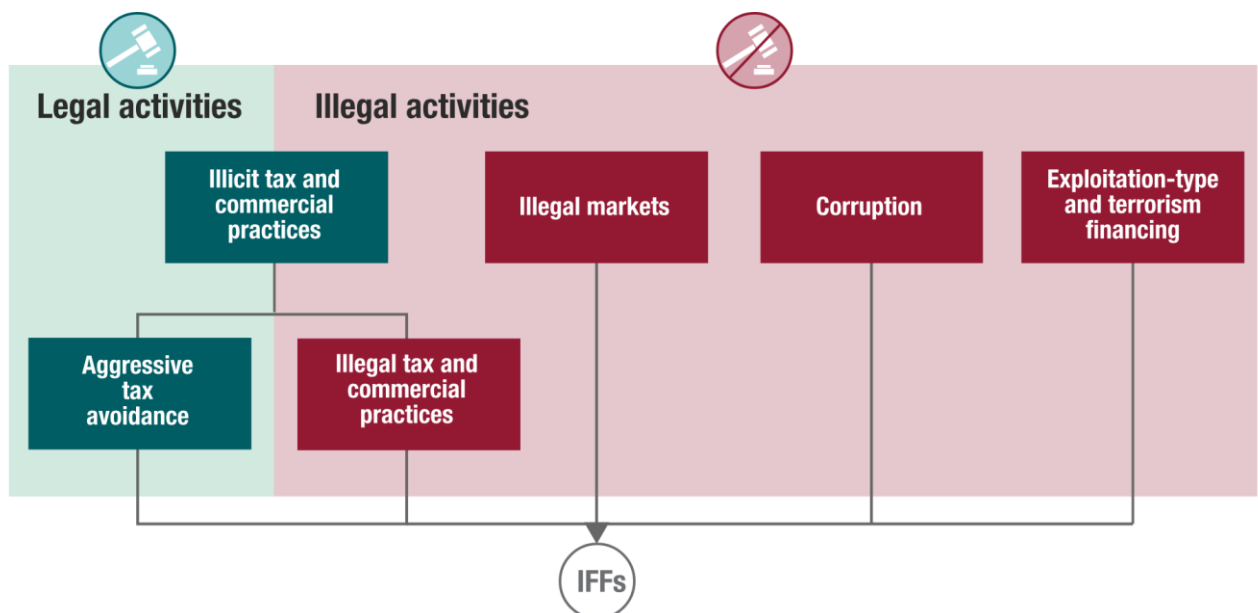 Legal activities
Illegal activities
Illicit tax and
commercial
practices
Illegal markets
Corruption
Exploitation-type
and terrorism
financing
Aggressive
tax
avoidance
Illegal tax and
commercial
practices
IFFs